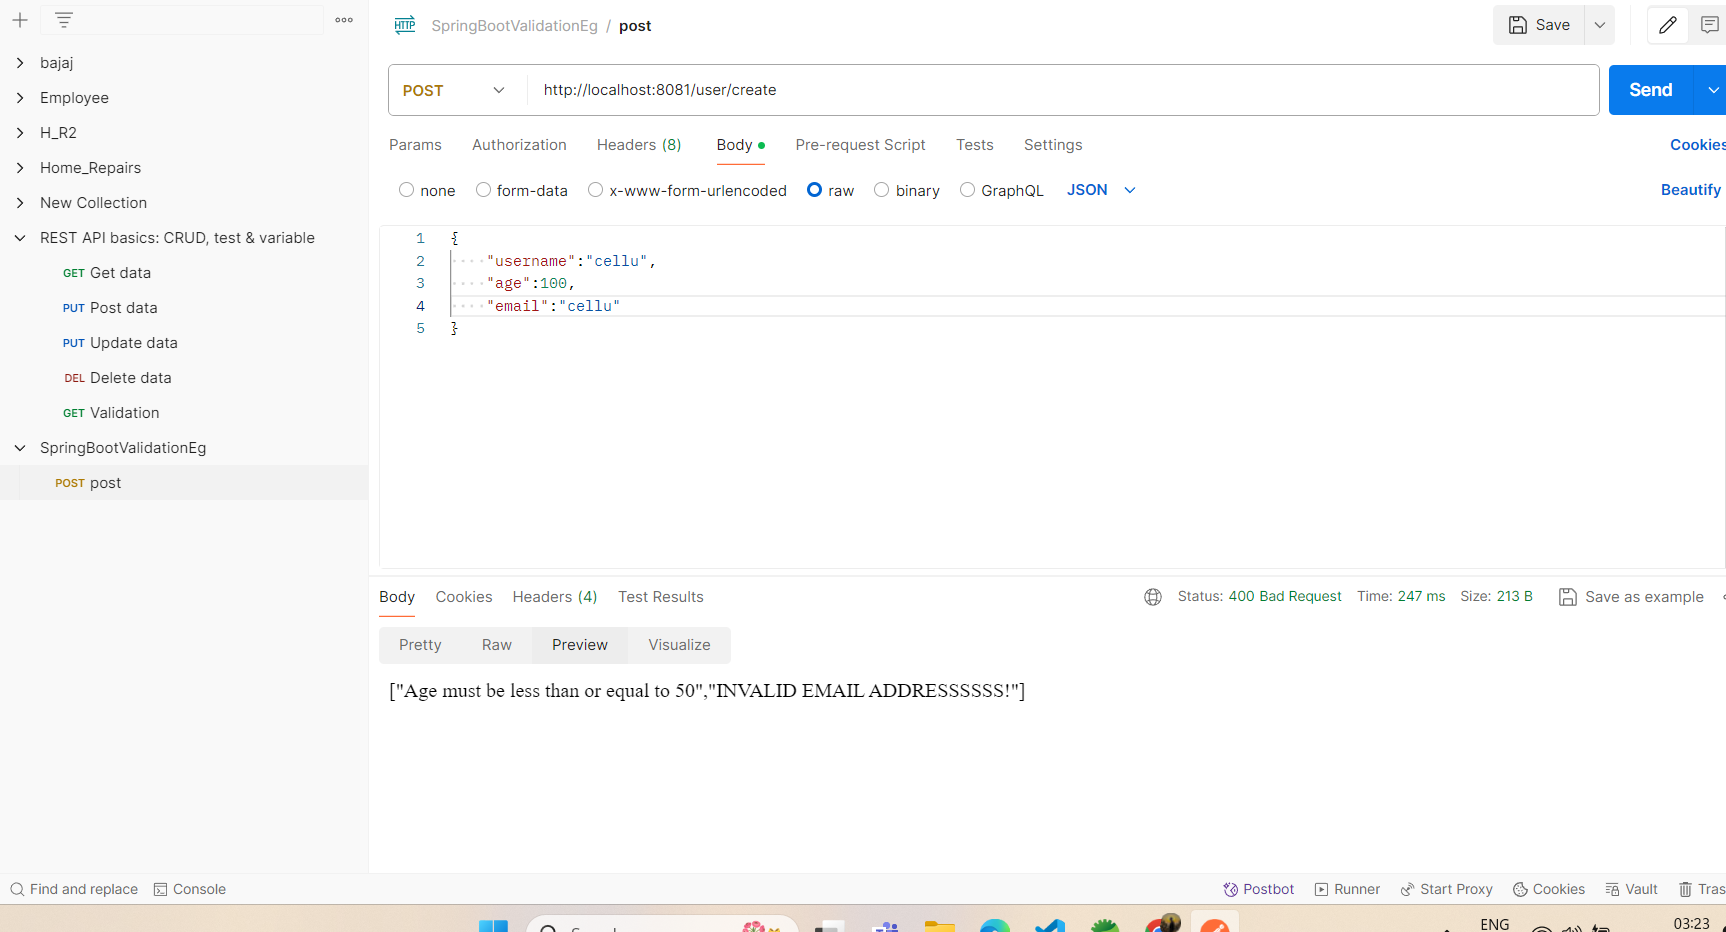 HTTP SpringBootValidationEg / post
Save
bajaj
Employee
H_R2
Home_Repairs
New Collection
REST API basics: CRUD, test & variable
GET Get data
PUT Post data
PUT Update data
DEL Delete data
GET Validation
SpringBootValidationEg
POST post
POST http://localhost:8081/user/create Send
Params Authorization Headers (8) Body Pre-request Script Tests Settings Cookies
none form-data x-www-form-urlencoded raw binary GraphQL JSON Beautify
1 {
2 "username":"cellu",
3 "age":100,
4 "email":"cellu"
5 }
Body Cookies Headers (4) Test Results Status: 400 Bad Request Time: 247 ms Size: 213 B Save as example
Pretty Raw Preview Visualize
["Age must be less than or equal to 50","INVALID EMAIL ADDRESSSSSS!"]
Find and replace Console Postbot Runner Start Proxy Cookies Vault Tras
ENG 03:23